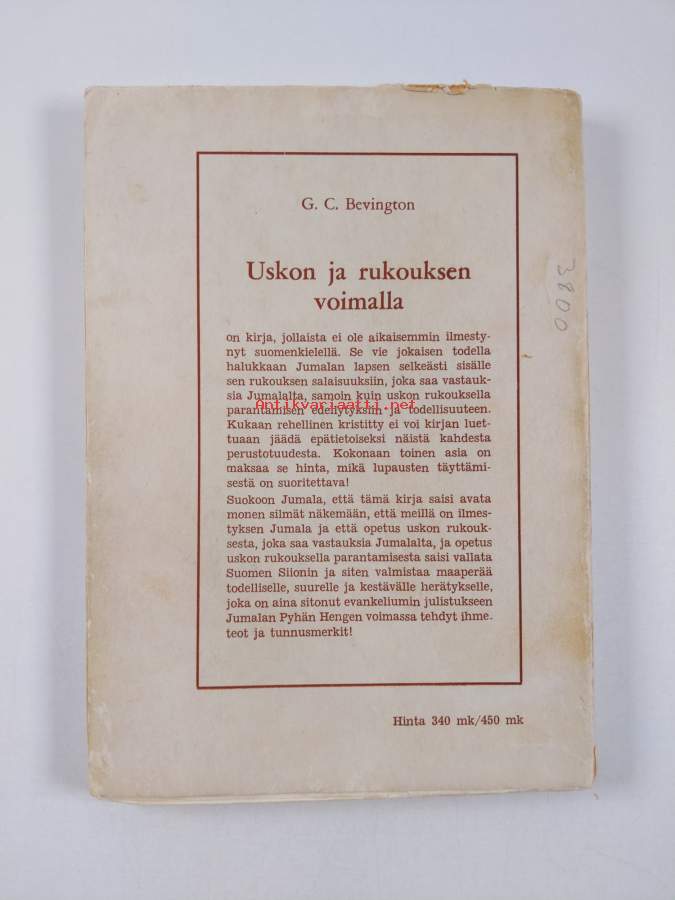 G. C. Bevington
Uskon ja rukouksen
voimalla
on kirja, jollaista ei ole aikaisemmin ilmesty-
nyt suomenkielellä. Se vie jokaisen todella
halukkaan Jumalan lapsen selkeästi sisälle
sen rukouksen salaisuuksiin, joka saa vastauk-
sia Jumalalta, samoin kuin uskon rukouksella
Antikvariaatit.net
parantamisen edellytyksiin ja todellisuuteen.
Kukaan rehellinen kristitty ei voi kirjan luet-
tuaan jäädä epätietoiseksi näistä kahdesta
perustotuudesta. Kokonaan toinen asia on
maksaa se hinta, mikä lupausten täyttämi-
sestä on suoritettava!
Suokoon Jumala, että tämä kirja saisi avata
monen silmät näkemään, että meillä on ilmes-
tyksen Jumala ja että opetus uskon rukouk-
sesta, joka saa vastauksia Jumalalta, ja opetus
uskon rukouksella parantamisesta saisi vallata
Suomen Siionin ja siten valmistaa maaperää
todelliselle, suurelle ja kestävälle herätykselle,
joka on aina sitonut evankeliumin julistukseen
Jumalan Pyhän Hengen voimassa tehdyt ihme.
teot ja tunnusmerkit!
Hinta 340 mk/450 mk